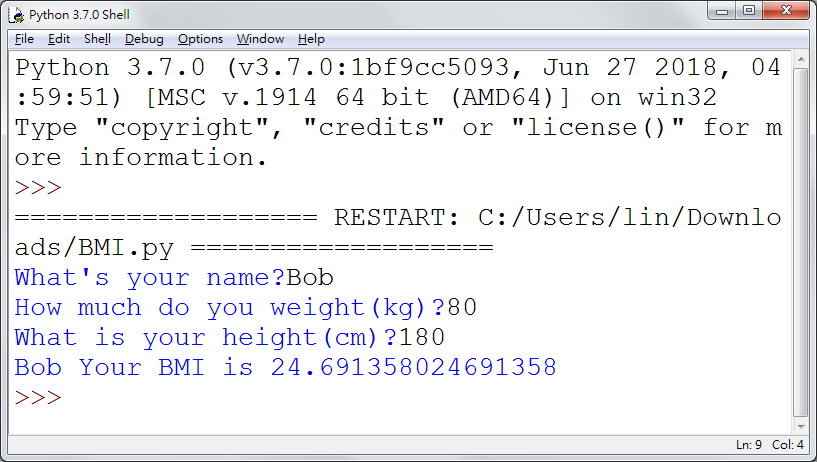 Python 3.7.0 Shell
File Edit Shell Debug Options Window Help
Python 3.7.0 (v3.7.0:1bf9cc5093, Jun 27 2018, 04
:59:51) [MSC v.1914 64 bit (AMD64)] on win32
Type "copyright", "credits" or "license()" for m
ore information.
>>>
=================== RESTART: C:/Users/lin/Downlo
ads/BMI.py ===================
What's your name?Bob
How much do you weight(kg)?80
What is your height(cm)?180
Bob Your BMI is 24.691358024691358
>>>
Ln: 9 Col: 4